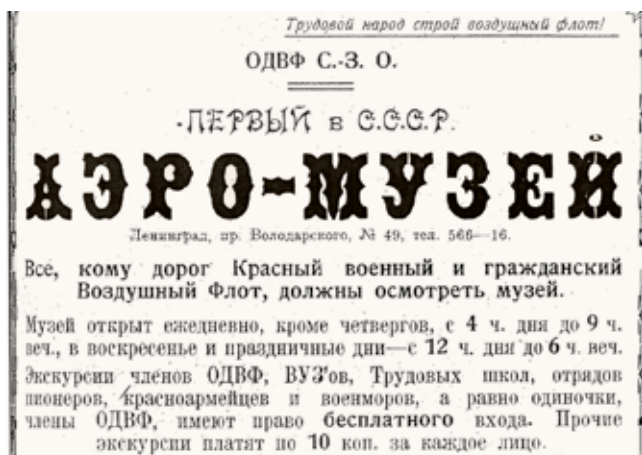 Трудовой народ строй воздушный флот!
ОДВФ С.-З. О.
ПЕРВЫЙ в С.С.С.Р.
АЭРО-МУЗЕЙ
Ленинград, пр. Володарского, № 49, тел. 566—16.
Все, кому дорог Красный военный и гражданский
Воздушный Флот, должны осмотреть музей.
Музей открыт ежедневно, кроме четвергов, с 4 ч. дня до 9 ч.
веч., в воскресенье и праздничные дни—с 12 ч. дня до 6 ч. веч.
Экскурсии членов ОДВФ, ВУЗ'ов, Трудовых школ, отрядов
пионеров, красноармейцев и военморов, а равно одиночки,
члены ОДВФ, имеют право бесплатного входа. Прочие
экскурсии платят по 10 коп. за каждое лицо.